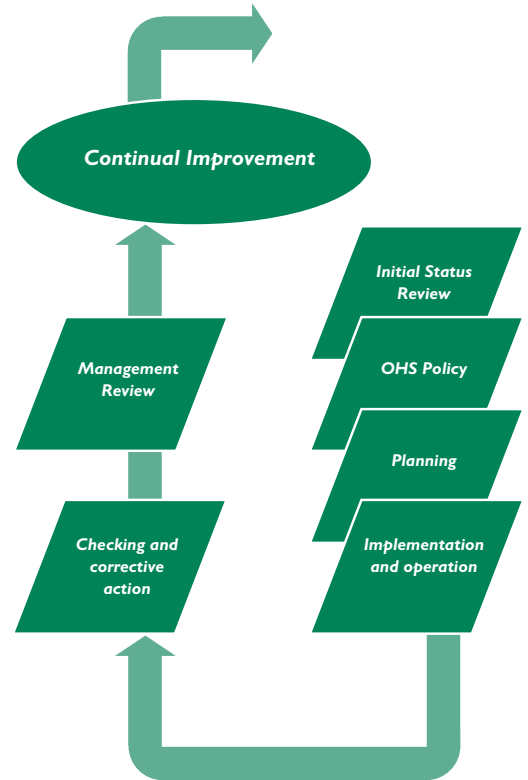 Continual Improvement
Initial Status
Review
OHS Policy
Planning
Implementation
and operation
Management
Review
Checking and
corrective
action